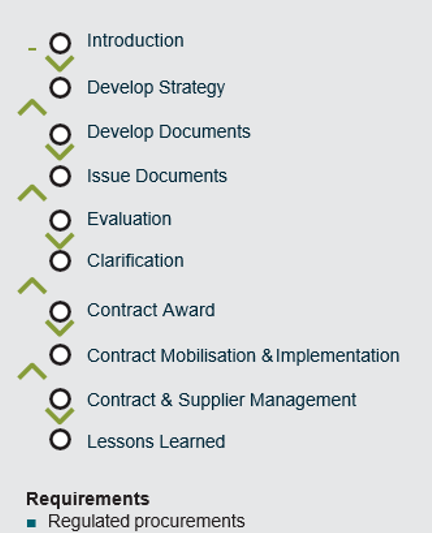 Introduction
Develop Strategy
Develop Documents
Issue Documents
Evaluation
Clarification
Contract Award
Contract Mobilisation & Implementation
Contract & Supplier Management
Lessons Learned
Requirements
Regulated procurements